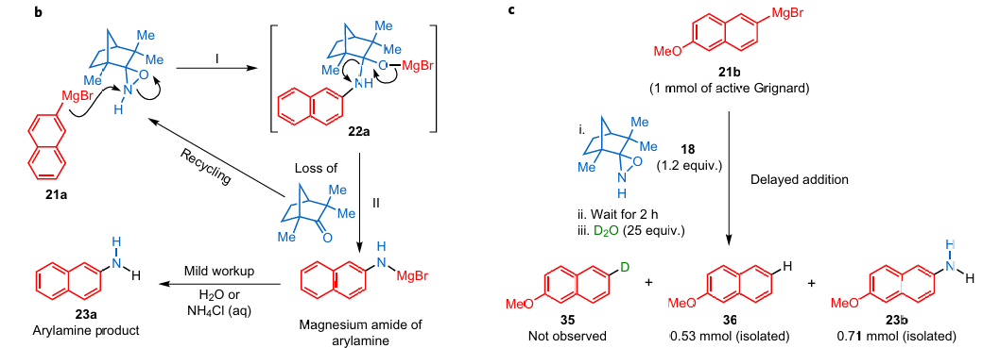 b
Me
Me
Me
O
N
H
MgBr
21a
I
Me
Me
Me
O
MgBr
NH
22a
Recycling
Loss of
Me
Me
Me
O
II
H
N
H
23a
Arylamine product
Mild workup
H2O or
NH4Cl (aq)
H
N
MgBr
Magnesium amide of
arylamine
c
MgBr
MeO
21b
(1 mmol of active Grignard)
i.
Me
Me
Me
O
N
H
18
(1.2 equiv.)
ii. Wait for 2 h
iii. D2O (25 equiv.)
Delayed addition
D
MeO
35
Not observed
+
H
MeO
36
0.53 mmol (isolated)
+
H
N
H
MeO
23b
0.71 mmol (isolated)